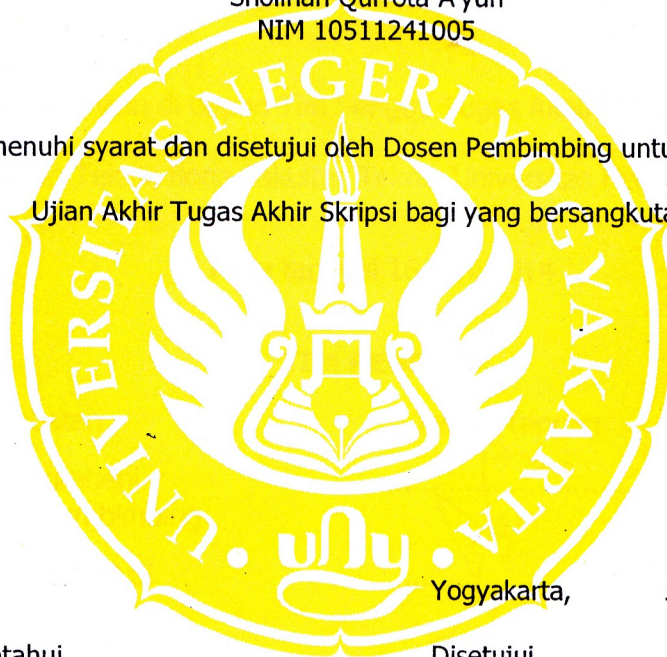 Sholihah Qurrota A'yun
NIM 10511241005
menuhi syarat dan disetujui oleh Dosen Pembimbing untu
Ujian Akhir Tugas Akhir Skripsi bagi yang bersangkuta
UNIVERSITAS NEGERI YOGYAKARTA
uny
Yogyakarta,
tahui
Disetujui